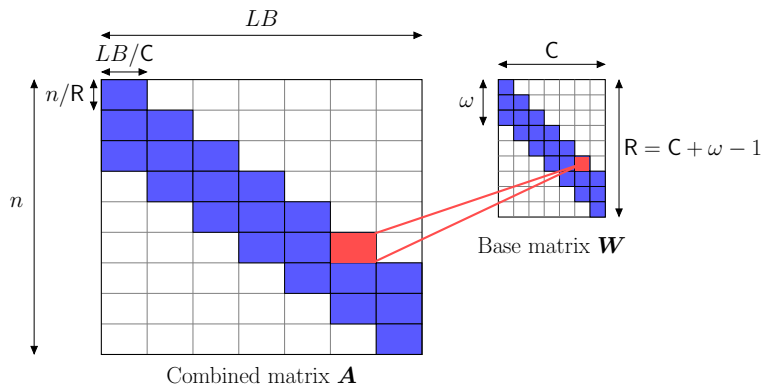 LB
LB/C
n/R
n
C
ω
R = C + ω − 1
Base matrix W
Combined matrix A